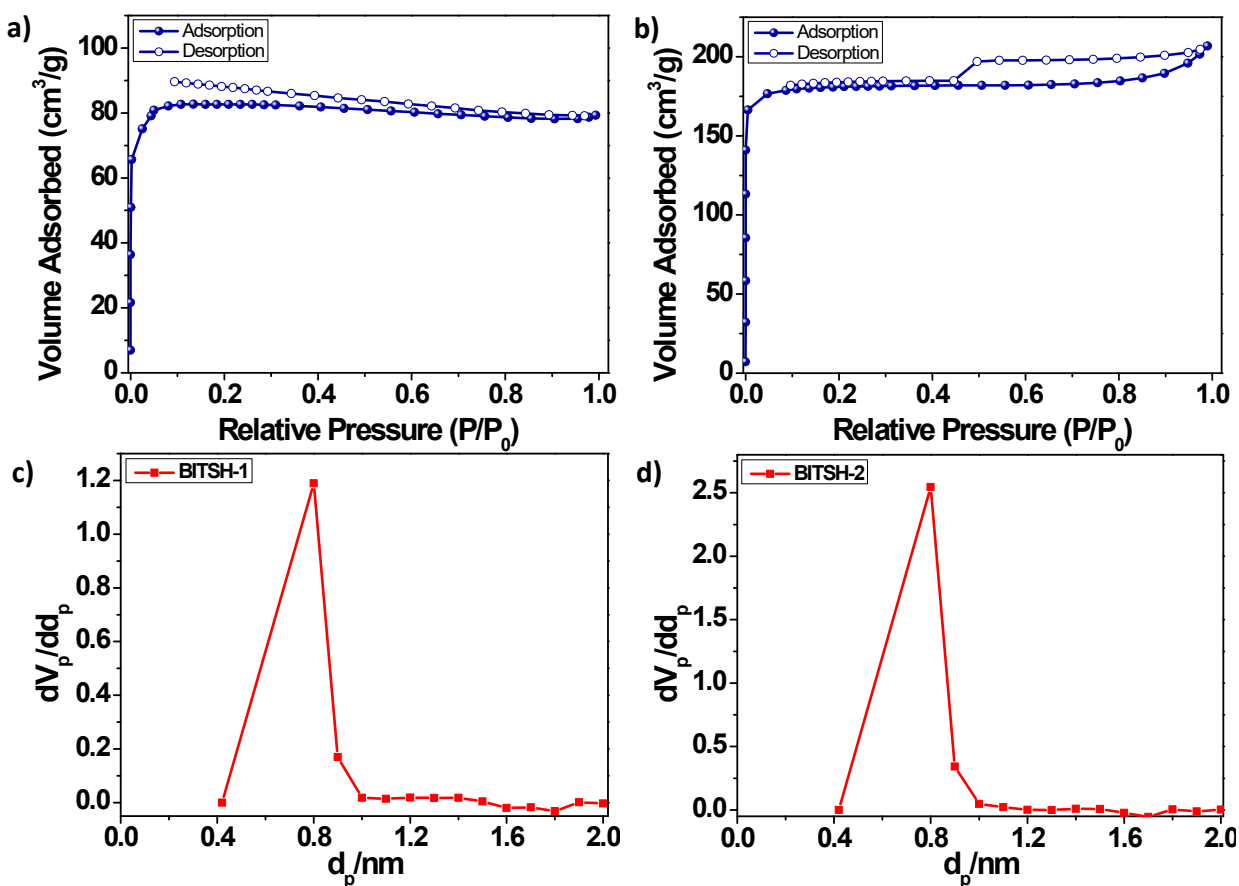 a)
Adsorption
Desorption
Volume Adsorbed (cm³/g)
100
80
60
40
20
0
0.0 0.2 0.4 0.6 0.8 1.0
Relative Pressure (P/P₀)
b)
Adsorption
Desorption
Volume Adsorbed (cm³/g)
200
150
100
50
0
0.0 0.2 0.4 0.6 0.8 1.0
Relative Pressure (P/P₀)
c)
BITSH-1
dVₚ/ddₚ
1.2
1.0
0.8
0.6
0.4
0.2
0.0
0.0 0.4 0.8 1.2 1.6 2.0
dₚ/nm
d)
BITSH-2
dVₚ/ddₚ
2.5
2.0
1.5
1.0
0.5
0.0
0.0 0.4 0.8 1.2 1.6 2.0
dₚ/nm